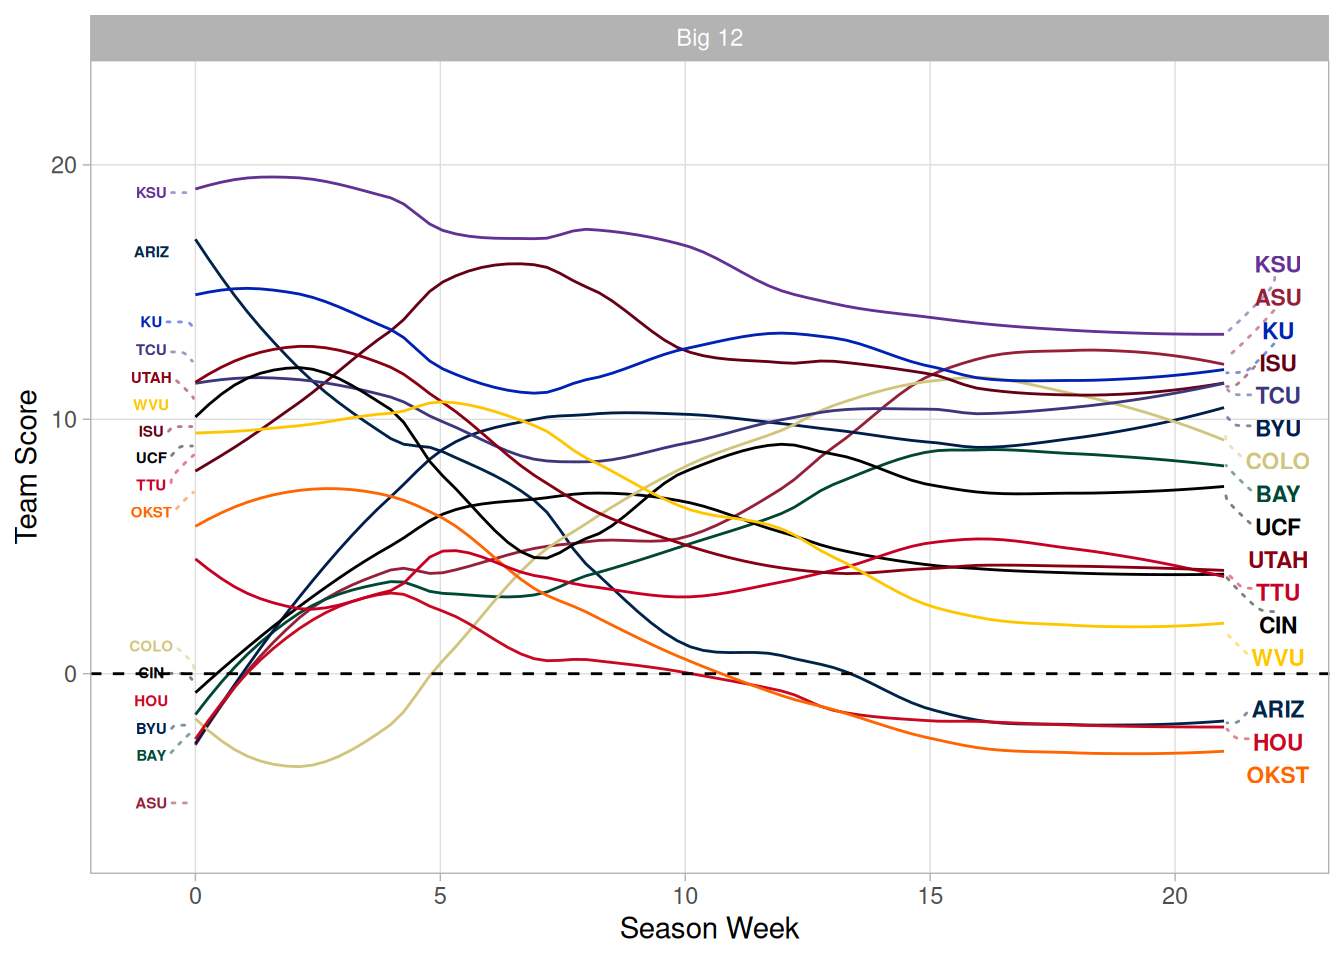 Big 12
Team Score
20
10
0
KSU
ARIZ
KU
TCU
UTAH
WVU
ISU
UCF
TTU
OKST
COLO
CIN
HOU
BYU
BAY
ASU
KSU
ASU
KU
ISU
TCU
BYU
COLO
BAY
UCF
UTAH
TTU
CIN
WVU
ARIZ
HOU
OKST
0 5 10 15 20
Season Week